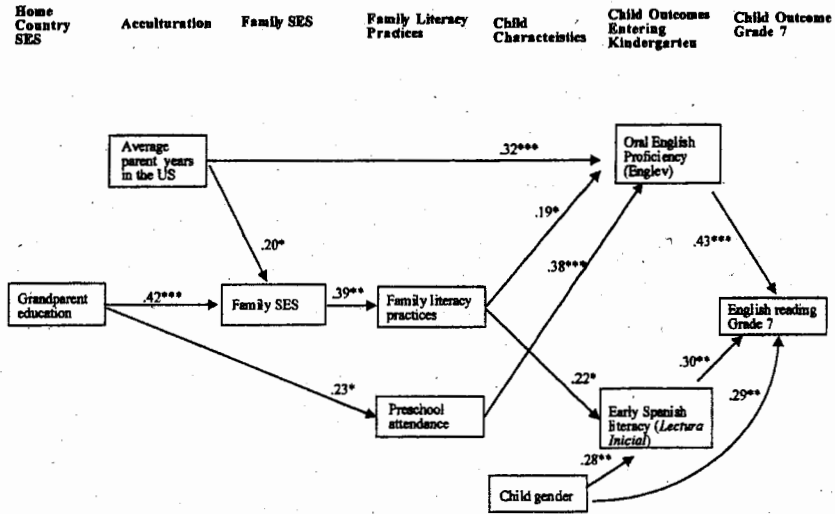 Home
Country
SES
Acculturation
Family SES
Family Literacy
Practices
Child
Characteristics
Child Outcomes
Entering
Kindergarten
Child Outcome
Grade 7
Average
parent years
in the US
.32***
Oral English
Proficiency
(Englev)
.20*
.19*
.38***
.43***
Grandparent
education
.42***
Family SES
.39**
Family literacy
practices
English reading
Grade 7
.23*
.22*
.30**
.29**
Preschool
attendance
Early Spanish
literacy (Lectura
Inicial)
.28**
Child gender